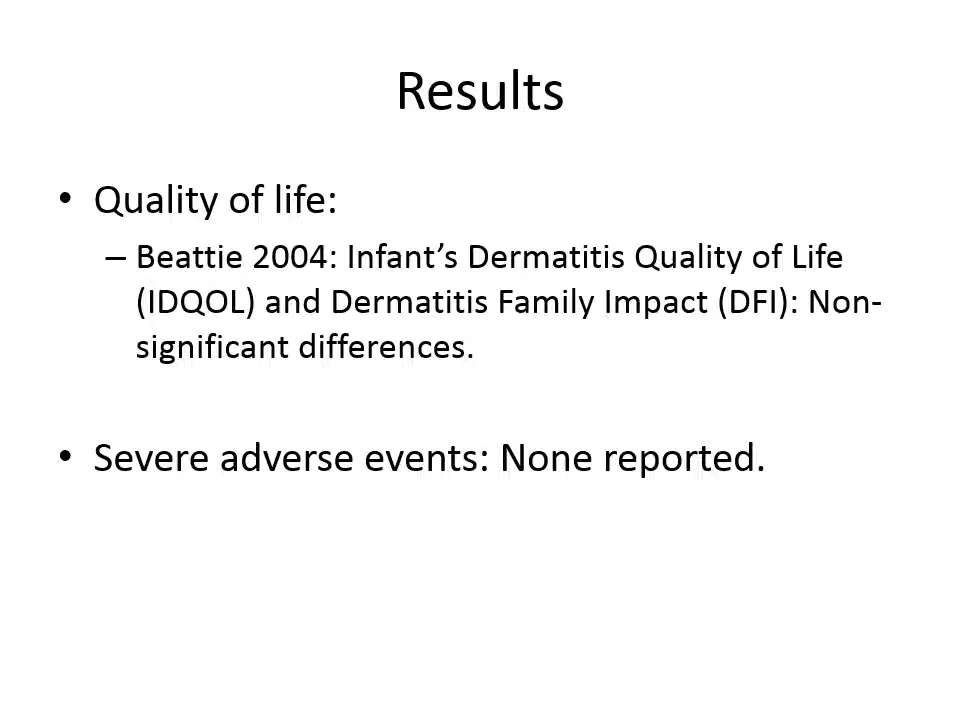 Results
• Quality of life:
– Beattie 2004: Infant’s Dermatitis Quality of Life
(IDQOL) and Dermatitis Family Impact (DFI): Non-
significant differences.
• Severe adverse events: None reported.